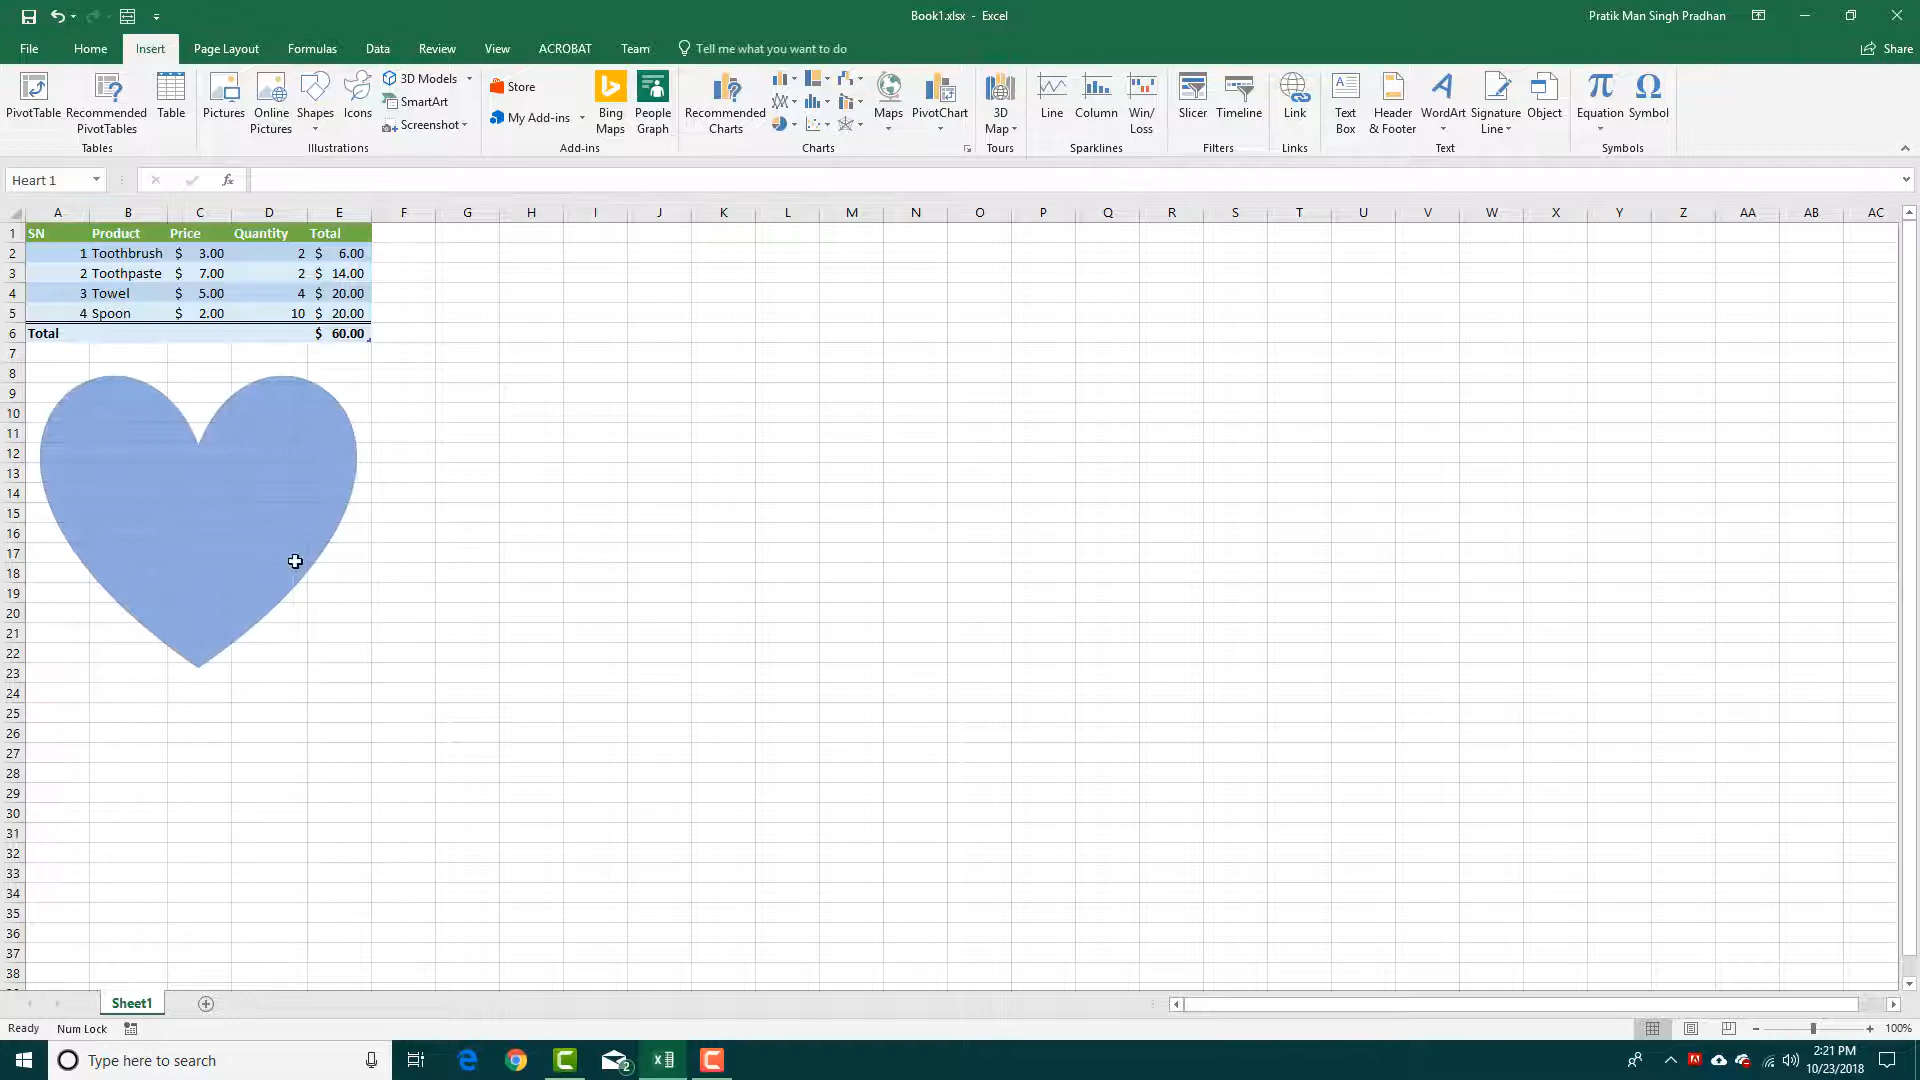 Book1.xlsx - Excel
Pratik Man Singh Pradhan
File Home Insert Page Layout Formulas Data Review View ACROBAT Team Tell me what you want to do Share
PivotTable
Recommended
PivotTables
Table
Tables
Pictures
Online
Pictures
Shapes
Icons
3D Models
SmartArt
Screenshot
Illustrations
Store
My Add-ins
Bing
Maps
People
Graph
Add-ins
Recommended
Charts
Maps
PivotChart
Charts
3D
Map
Tours
Line
Column
Win/
Loss
Sparklines
Slicer
Timeline
Filters
Link
Links
Text
Box
Header
& Footer
WordArt
Signature
Line
Object
Text
Equation
Symbol
Symbols
Heart 1
fx
A B C D E F G H I J K L M N O P Q R S T U V W X Y Z AA AB AC
1 SN Product Price Quantity Total
2 1 Toothbrush $ 3.00 2 $ 6.00
3 2 Toothpaste $ 7.00 2 $ 14.00
4 3 Towel $ 5.00 4 $ 20.00
5 4 Spoon $ 2.00 10 $ 20.00
6 Total $ 60.00
7
8
9
10
11
12
13
14
15
16
17
18
19
20
21
22
23
24
25
26
27
28
29
30
31
32
33
34
35
36
37
38
Sheet1
Ready Num Lock
100%
Type here to search
2
2:21 PM
10/23/2018